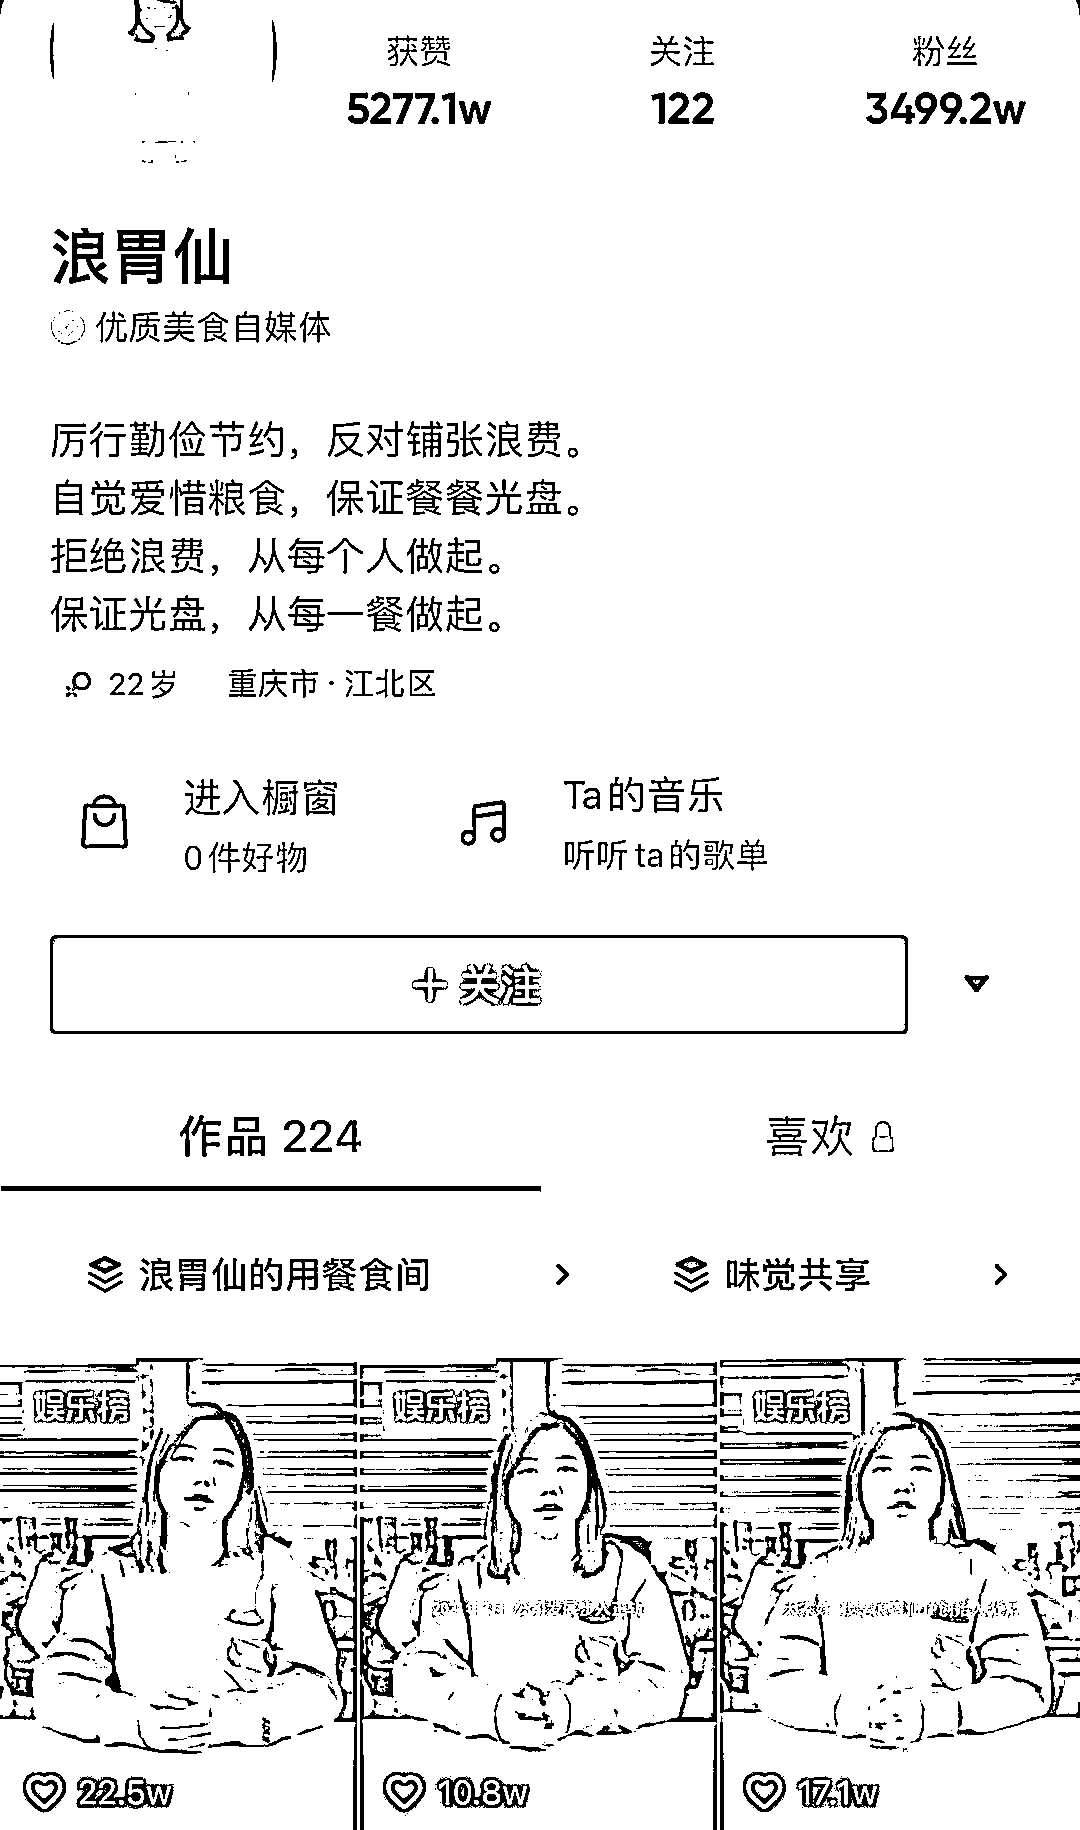 获赞 关注 粉丝
5277.1w 122 3499.2w
浪胃仙
优质美食自媒体
厉行勤俭节约，反对铺张浪费。
自觉爱惜粮食，保证餐餐光盘。
拒绝浪费，从每个人做起。
保证光盘，从每一餐做起。
22岁 重庆市·江北区
进入橱窗 Ta的音乐
0件好物 听听ta的歌单
关注
作品 224 喜欢
浪胃仙的用餐食间 味觉共享
娱乐榜 娱乐榜 娱乐榜
22.5w 10.8w 17.1w